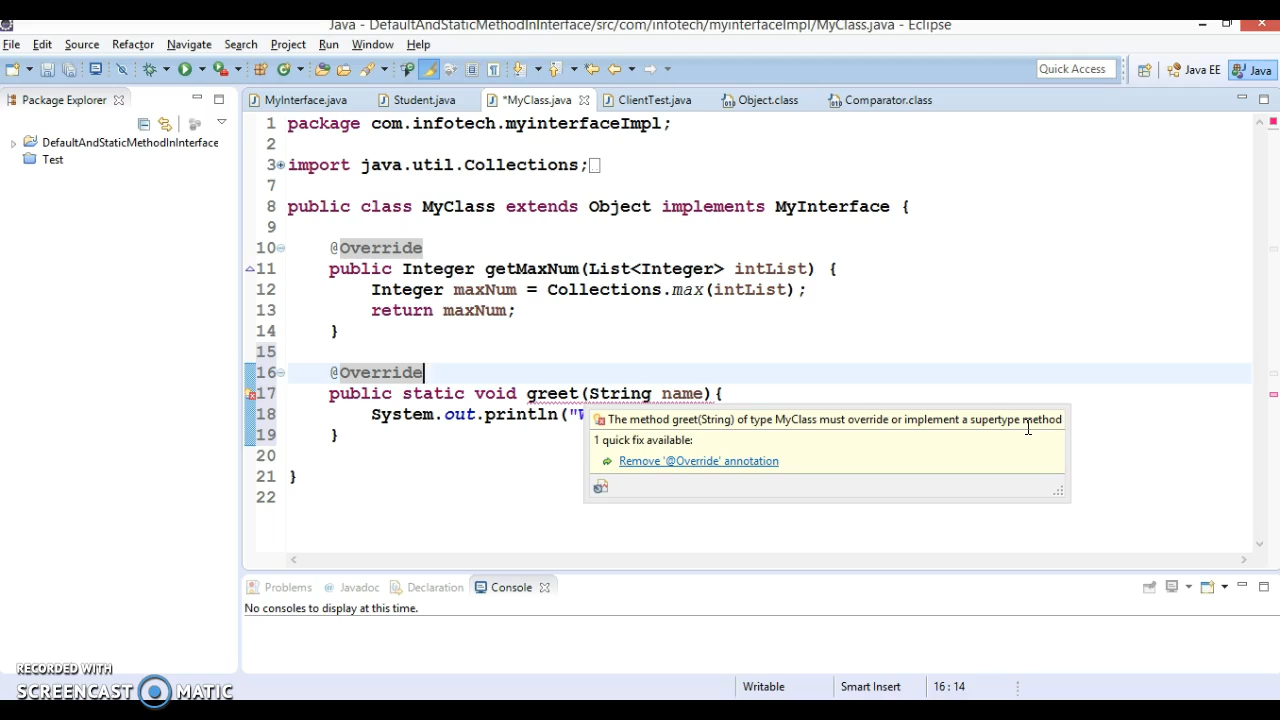 Java - DefaultAndStaticMethodInInterface/src/com/infotech/myinterfaceImpl/MyClass.java - Eclipse
File Edit Source Refactor Navigate Search Project Run Window Help
Quick Access Java EE Java
Package Explorer MyInterface.java Student.java *MyClass.java ClientTest.java Object.class Comparator.class
DefaultAndStaticMethodInInterface
Test
1 package com.infotech.myinterfaceImpl;
2
3 import java.util.Collections;
7
8 public class MyClass extends Object implements MyInterface {
9
10 @Override
11 public Integer getMaxNum(List<Integer> intList) {
12 Integer maxNum = Collections.max(intList);
13 return maxNum;
14 }
15
16 @Override
17 public static void greet(String name){
18 System.out.println("
19 }
20
21 }
22
The method greet(String) of type MyClass must override or implement a supertype method
1 quick fix available:
Remove '@Override' annotation
Problems Javadoc Declaration Console
No consoles to display at this time.
Writable Smart Insert 16 : 14
RECORDED WITH
SCREENCAST MATIC